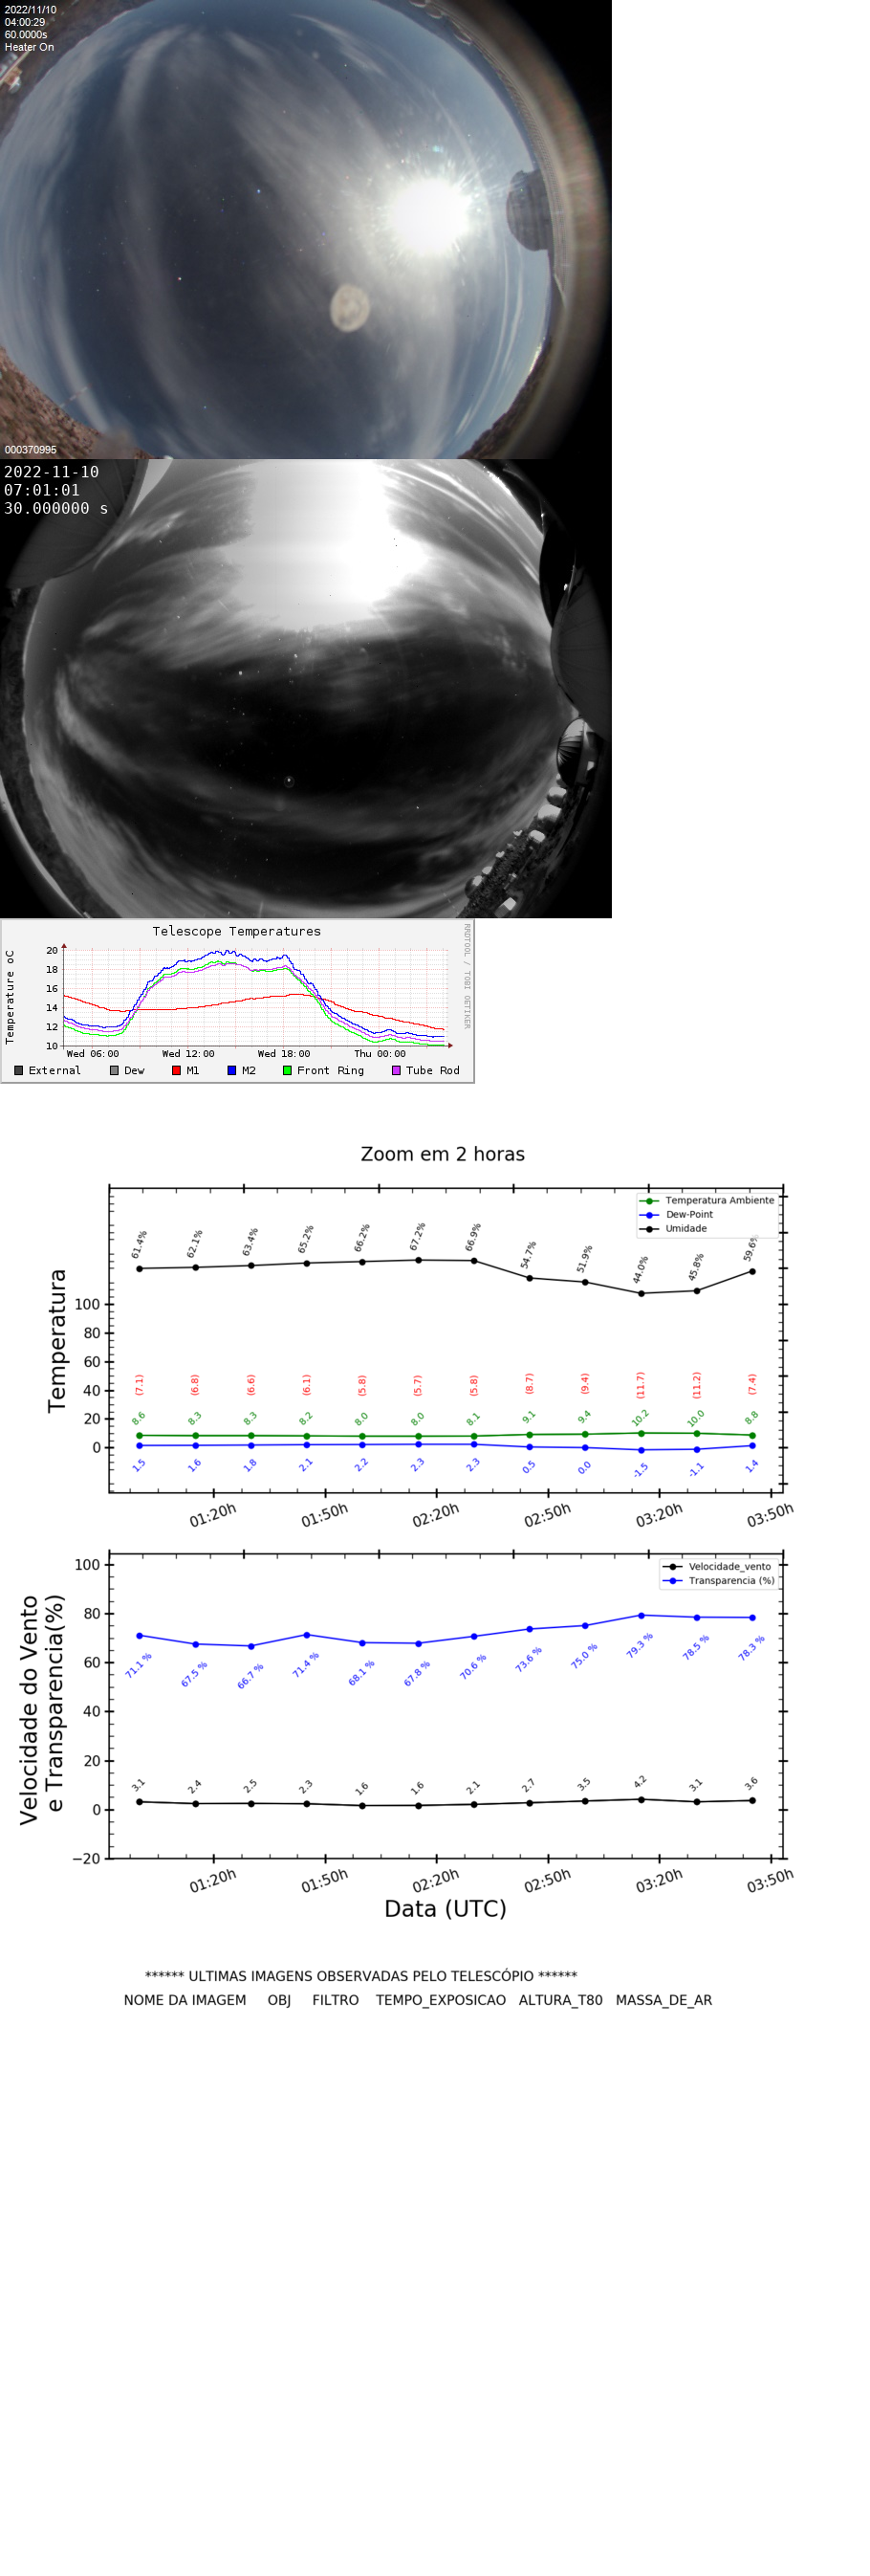 2022/11/10
04:00:29
60.0000s
Heater On
000370995
2022-11-10
07:01:01
30.000000 s
Telescope Temperatures
RRDTOOL / TOBI OETIKER
Temperature oC
20
18
16
14
12
10
Wed 06:00 Wed 12:00 Wed 18:00 Thu 00:00
External Dew M1 M2 Front Ring Tube Rod
Zoom em 2 horas
Temperatura Ambiente
Dew-Point
Umidade
Temperatura
61.4% 62.1% 63.4% 65.2% 66.2% 67.2% 66.9% 54.7% 51.9% 44.0% 45.8% 59.6%
100
80
60
40
20
0
(7.1) (6.8) (6.6) (6.1) (5.8) (5.7) (5.8) (8.7) (9.4) (11.7) (11.2) (7.4)
8.6 8.3 8.3 8.2 8.0 8.0 8.1 9.1 9.4 10.2 10.0 8.8
1.5 1.6 1.8 2.1 2.2 2.3 2.3 0.5 0.0 -1.5 -1.1 1.4
01:20h 01:50h 02:20h 02:50h 03:20h 03:50h
Velocidade_vento
Transparencia (%)
Velocidade do Vento
e Transparencia(%)
100
80
60
40
20
0
−20
71.1 % 67.5 % 66.7 % 71.4 % 68.1 % 67.8 % 70.6 % 73.6 % 75.0 % 79.3 % 78.5 % 78.3 %
3.1 2.4 2.5 2.3 1.6 1.6 2.1 2.7 3.5 4.2 3.1 3.6
01:20h 01:50h 02:20h 02:50h 03:20h 03:50h
Data (UTC)
****** ULTIMAS IMAGENS OBSERVADAS PELO TELESCÓPIO ******
NOME DA IMAGEM OBJ FILTRO TEMPO_EXPOSICAO ALTURA_T80 MASSA_DE_AR